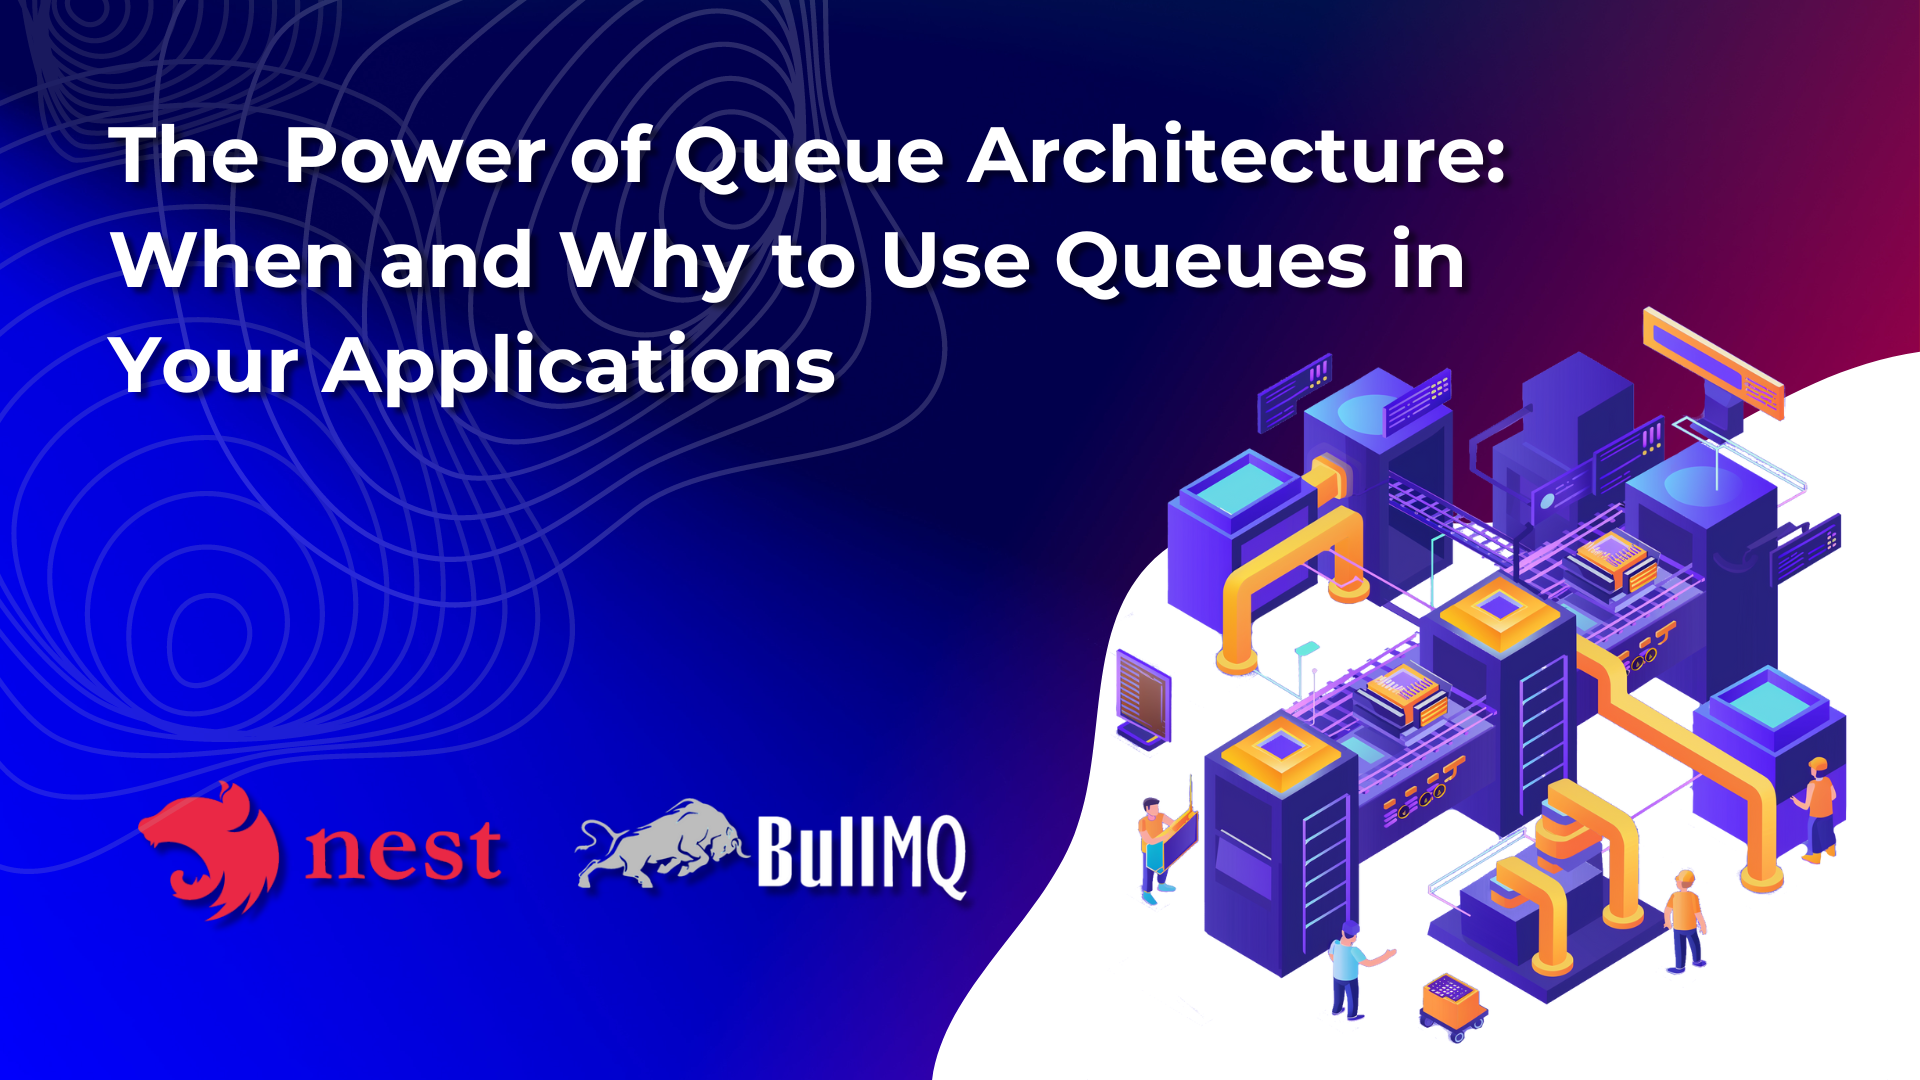 The Power of Queue Architecture:
When and Why to Use Queues in
Your Applications
nest
BullMQ